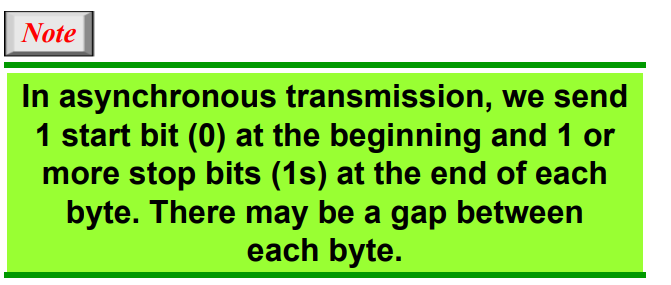 Note
In asynchronous transmission, we send
1 start bit (0) at the beginning and 1 or
more stop bits (1s) at the end of each
byte. There may be a gap between
each byte.